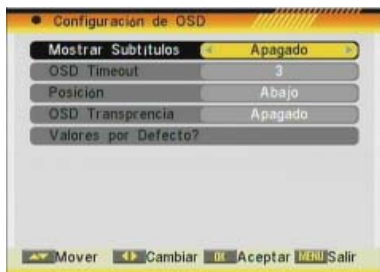 Configuración de OSD
Mostrar Subtítulos Apagado
OSD Timeout 3
Posición Abajo
OSD Transprencia Apagado
Valores por Defecto?
Mover Cambiar OK Aceptar MENU Salir